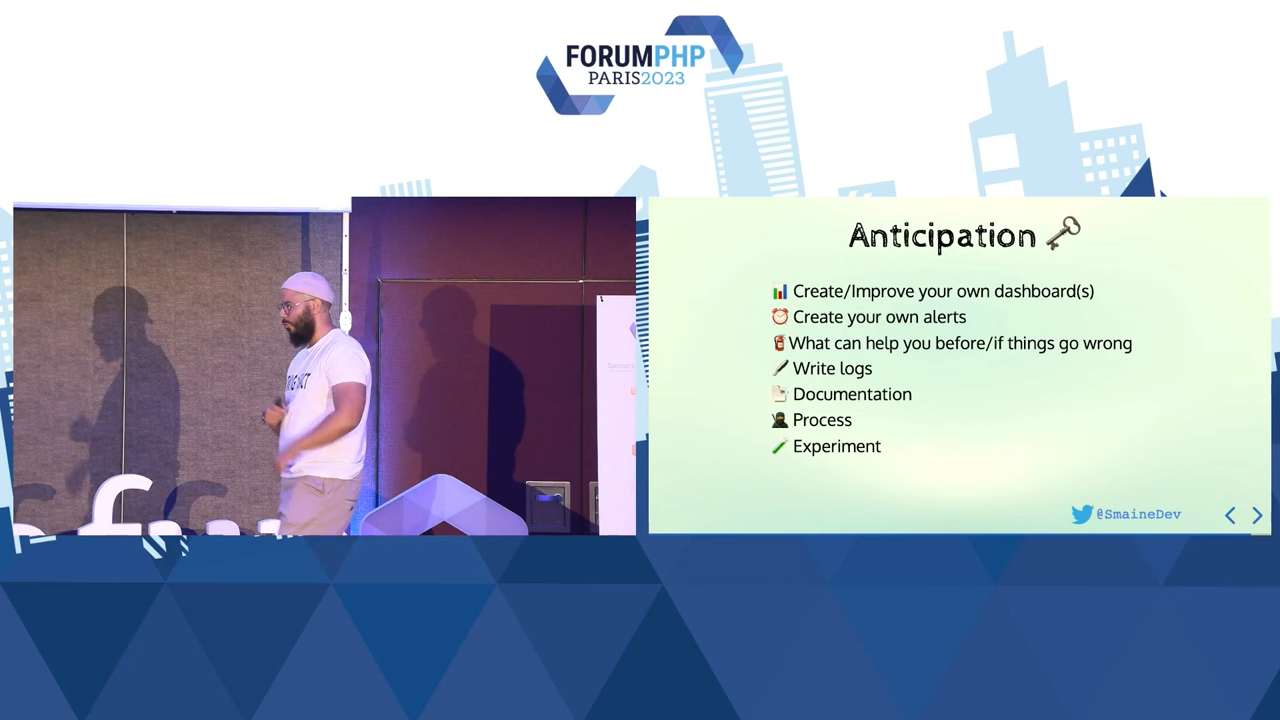 FORUMPHP
PARIS2023
Anticipation
Create/Improve your own dashboard(s)
Create your own alerts
What can help you before/if things go wrong
Write logs
Documentation
Process
Experiment
@SmaineDev